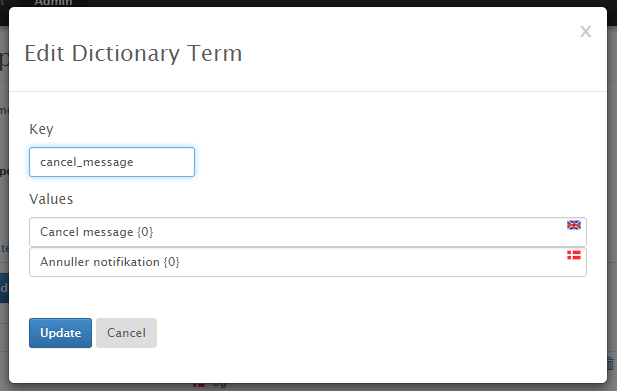 Admin
Edit Dictionary Term
x
Key
cancel_message
Values
Cancel message {0}
Annuller notifikation {0}
Update
Cancel